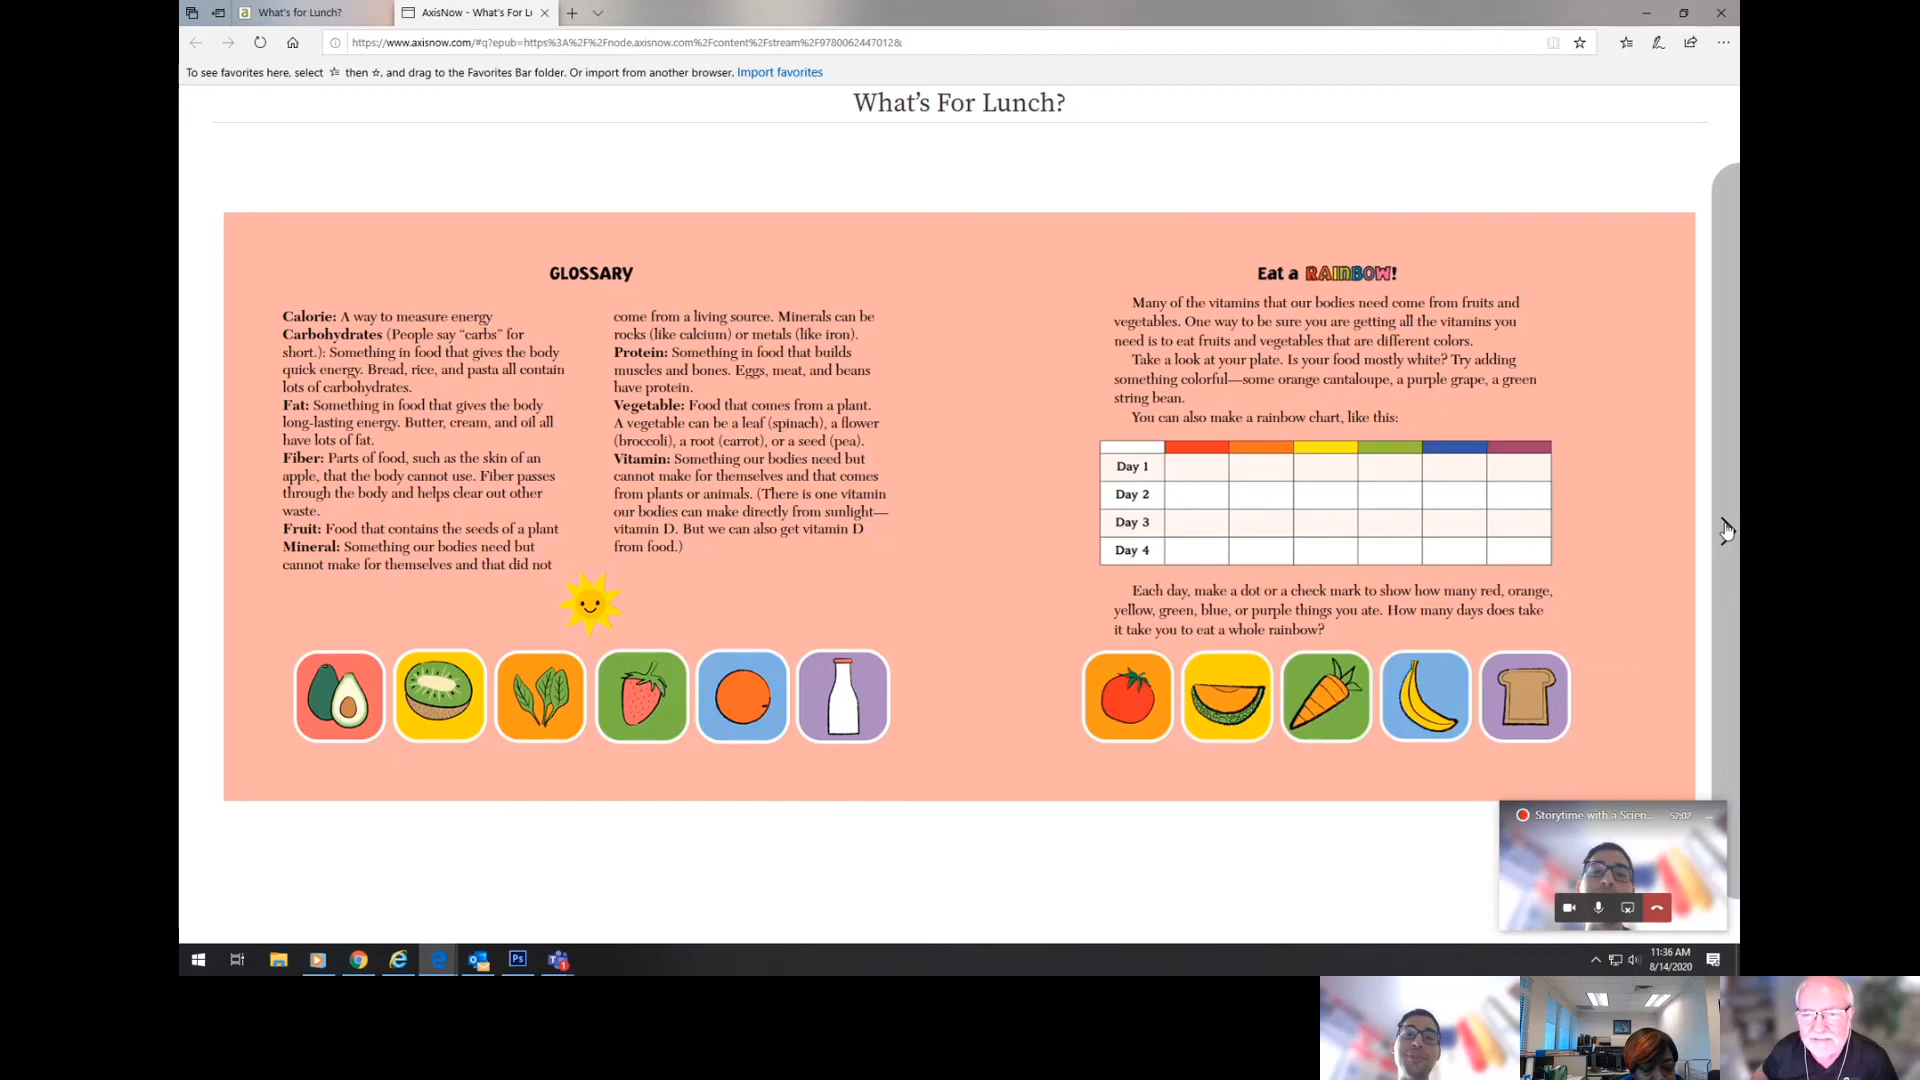 What's for Lunch?
AxisNow - What's For Lu
https://www.axisnow.com/#q?epub=https%3A%2F%2Fnode.axisnow.com%2Fcontent%2Fstream%2F9780062447012&
To see favorites here, select ☆ then ☆, and drag to the Favorites Bar folder. Or import from another browser. Import favorites
What's For Lunch?
GLOSSARY
Calorie: A way to measure energy
Carbohydrates (People say “carbs” for
short.): Something in food that gives the body
quick energy. Bread, rice, and pasta all contain
lots of carbohydrates.
Fat: Something in food that gives the body
long-lasting energy. Butter, cream, and oil all
have lots of fat.
Fiber: Parts of food, such as the skin of an
apple, that the body cannot use. Fiber passes
through the body and helps clear out other
waste.
Fruit: Food that contains the seeds of a plant
Mineral: Something our bodies need but
cannot make for themselves and that did not
come from a living source. Minerals can be
rocks (like calcium) or metals (like iron).
Protein: Something in food that builds
muscles and bones. Eggs, meat, and beans
have protein.
Vegetable: Food that comes from a plant.
A vegetable can be a leaf (spinach), a flower
(broccoli), a root (carrot), or a seed (pea).
Vitamin: Something our bodies need but
cannot make for themselves and that comes
from plants or animals. (There is one vitamin
our bodies can make directly from sunlight—
vitamin D. But we can also get vitamin D
from food.)
Eat a RAINBOW!
Many of the vitamins that our bodies need come from fruits and
vegetables. One way to be sure you are getting all the vitamins you
need is to eat fruits and vegetables that are different colors.
Take a look at your plate. Is your food mostly white? Try adding
something colorful—some orange cantaloupe, a purple grape, a green
string bean.
You can also make a rainbow chart, like this:
Day 1
Day 2
Day 3
Day 4
Each day, make a dot or a check mark to show how many red, orange,
yellow, green, blue, or purple things you ate. How many days does take
it take you to eat a whole rainbow?
Storytime with a Scien... 52:02
Ps
11:36 AM
8/14/2020